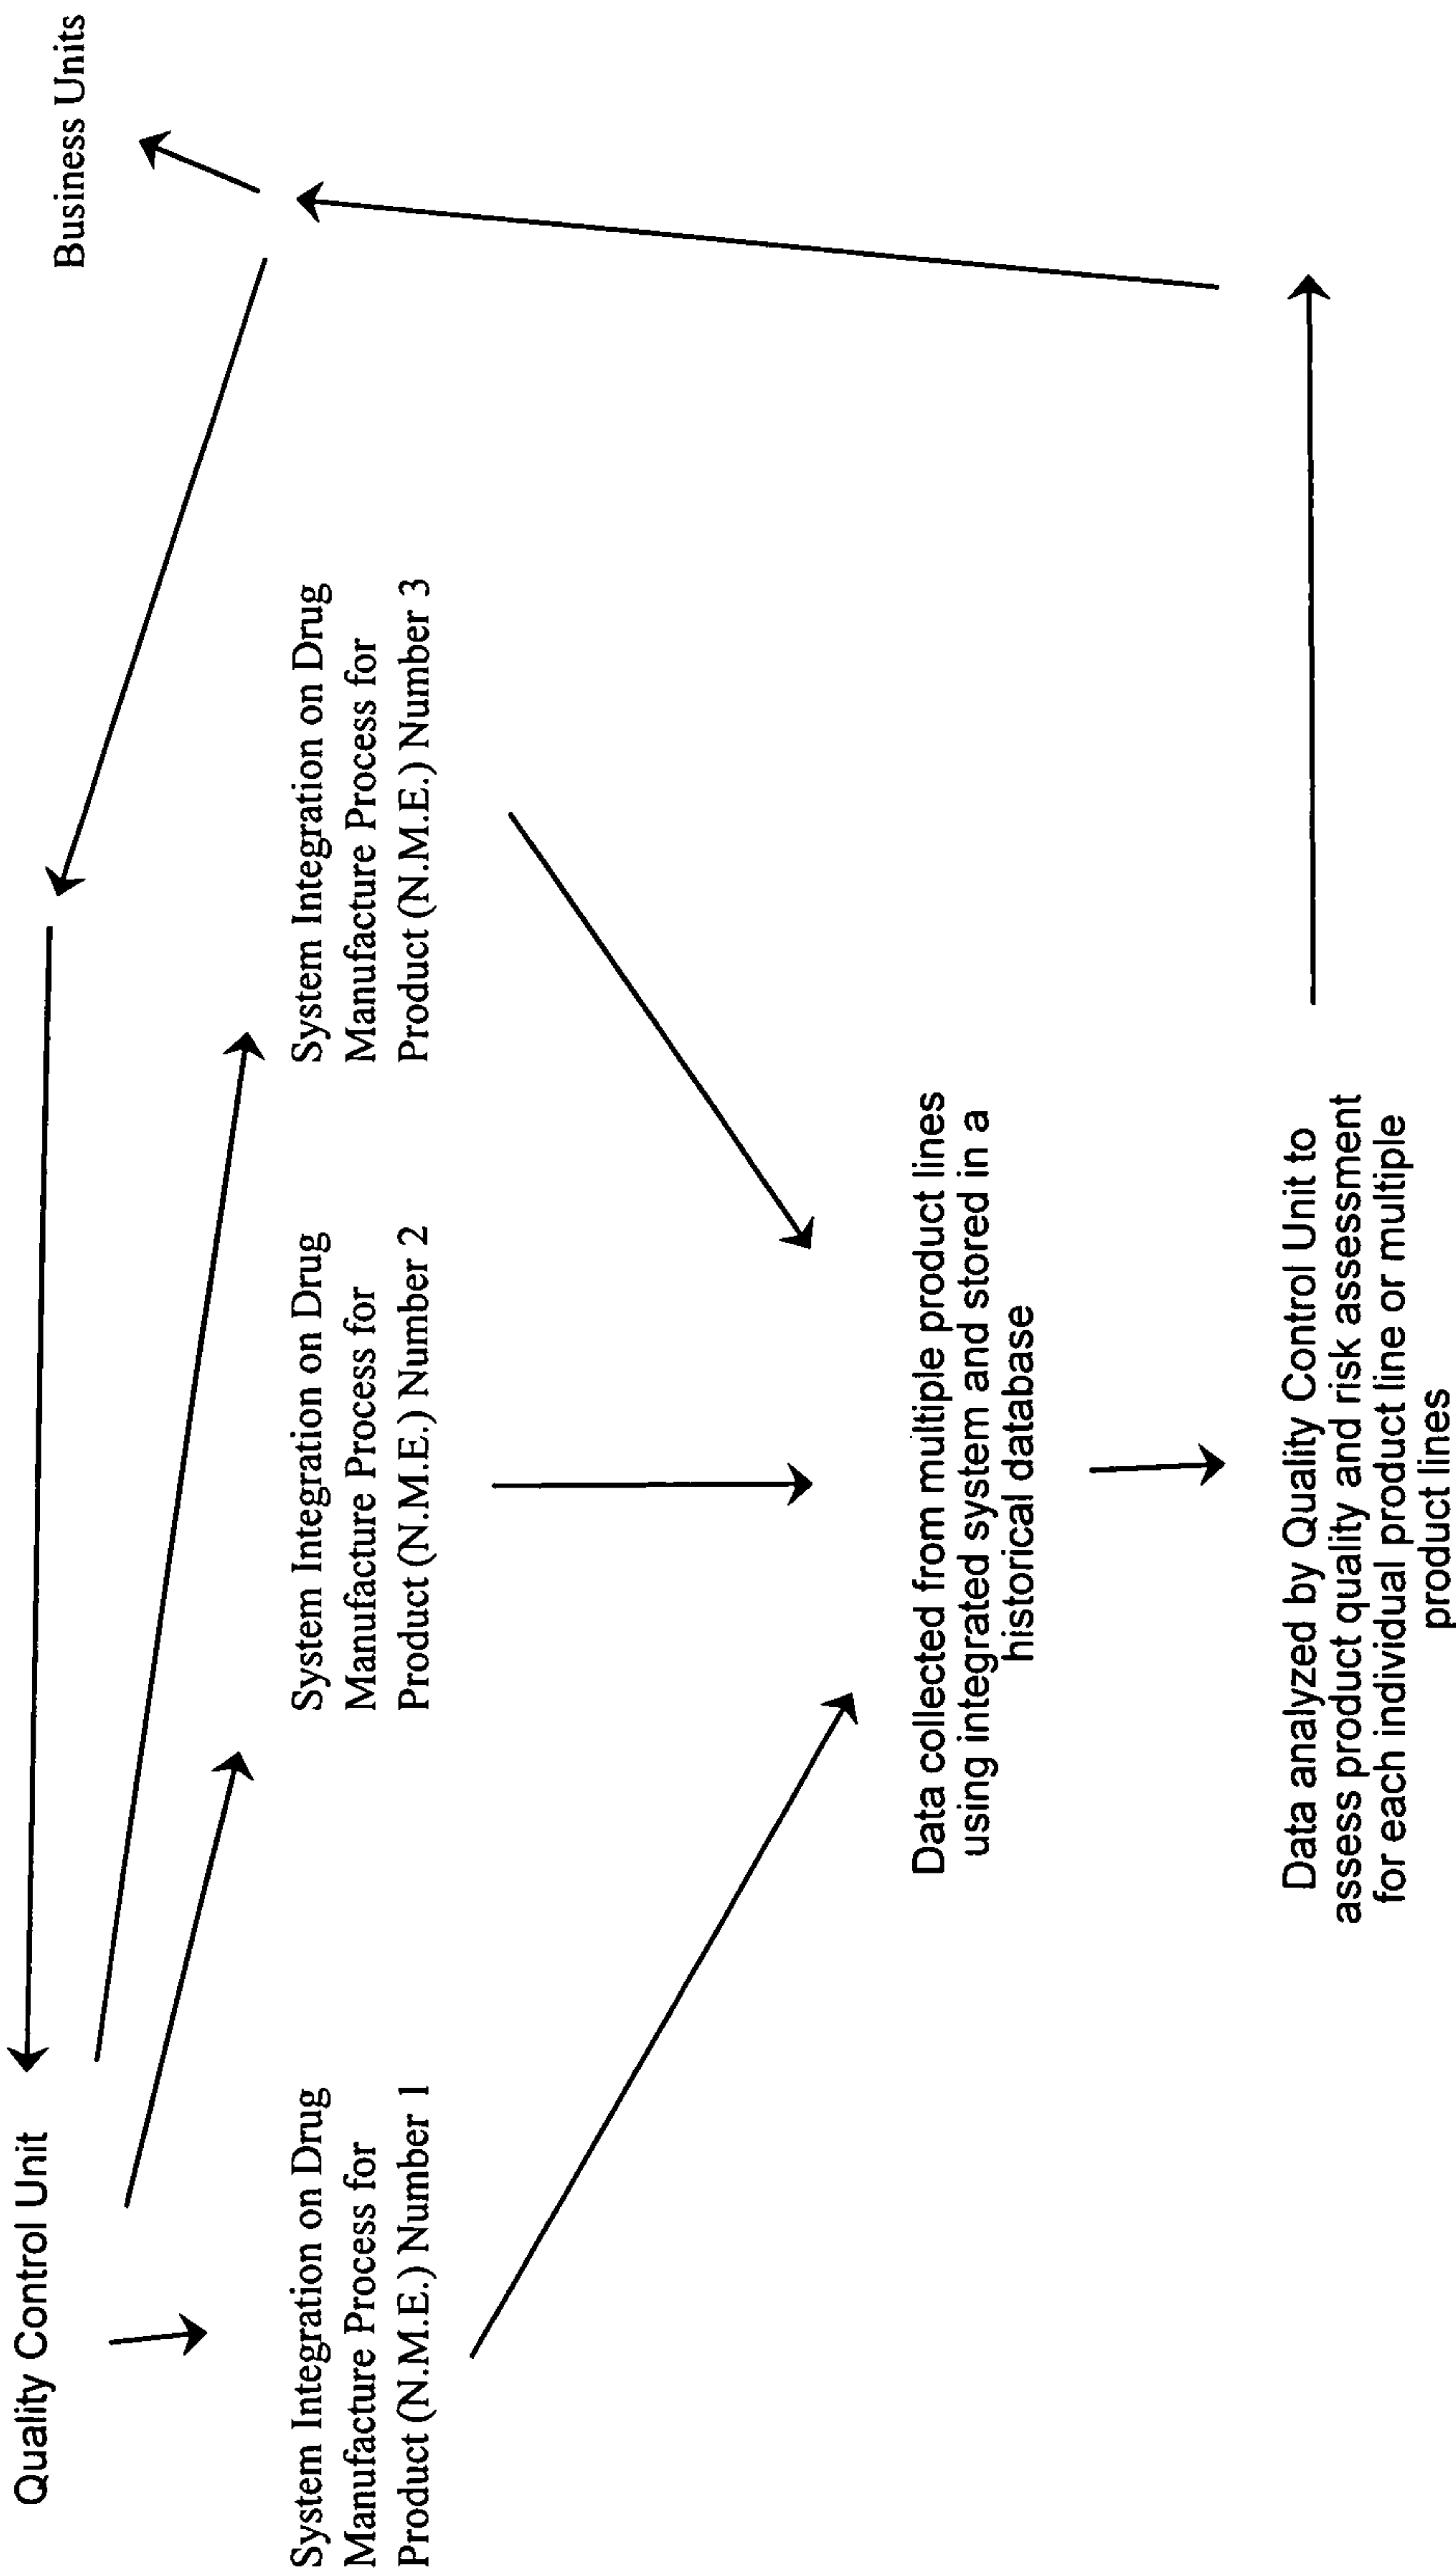 Quality Control Unit
Business Units
System Integration on Drug
Manufacture Process for
Product (N.M.E.) Number 1
System Integration on Drug
Manufacture Process for
Product (N.M.E.) Number 2
System Integration on Drug
Manufacture Process for
Product (N.M.E.) Number 3
Data collected from multiple product lines
using integrated system and stored in a
historical database
Data analyzed by Quality Control Unit to
assess product quality and risk assessment
for each individual product line or multiple
product lines